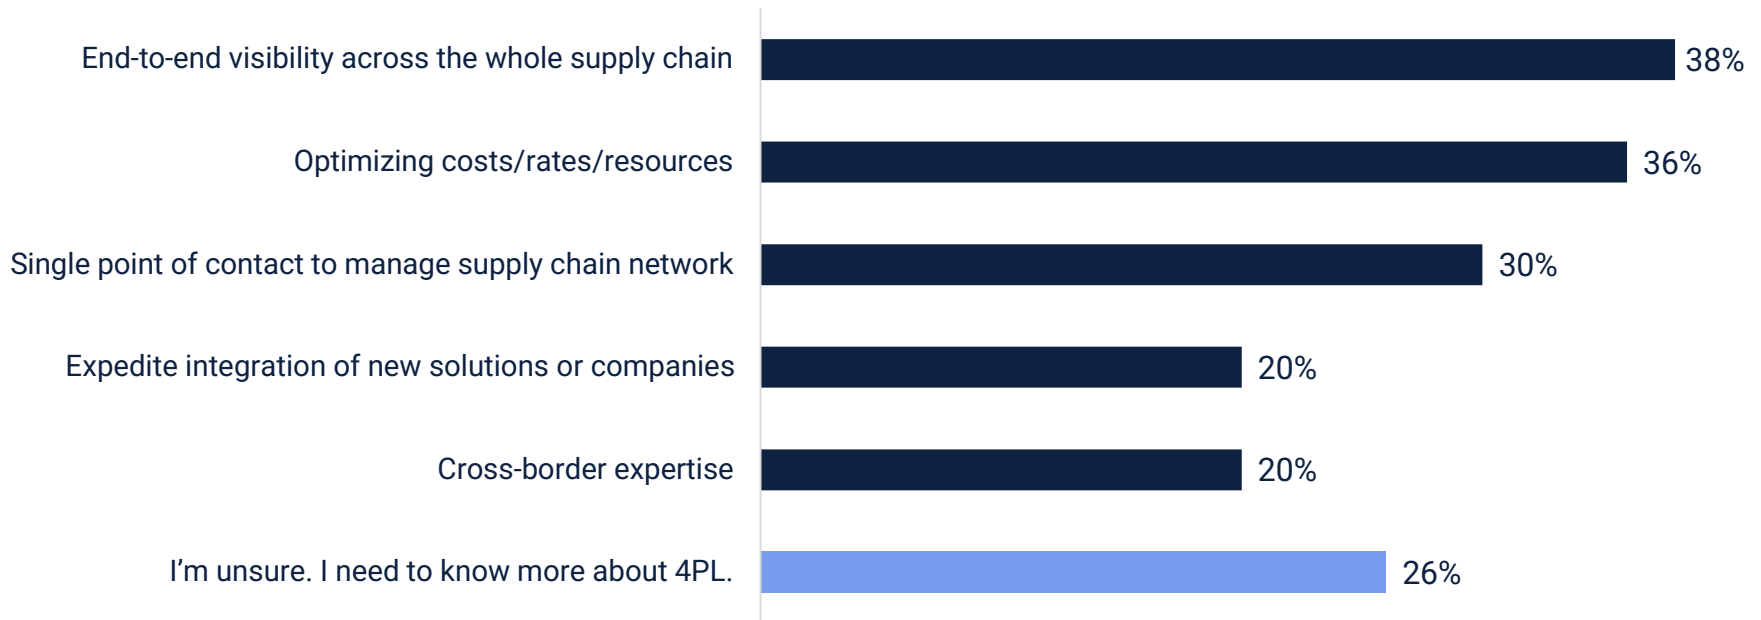 End-to-end visibility across the whole supply chain 38%
Optimizing costs/rates/resources 36%
Single point of contact to manage supply chain network 30%
Expedite integration of new solutions or companies 20%
Cross-border expertise 20%
I’m unsure. I need to know more about 4PL. 26%